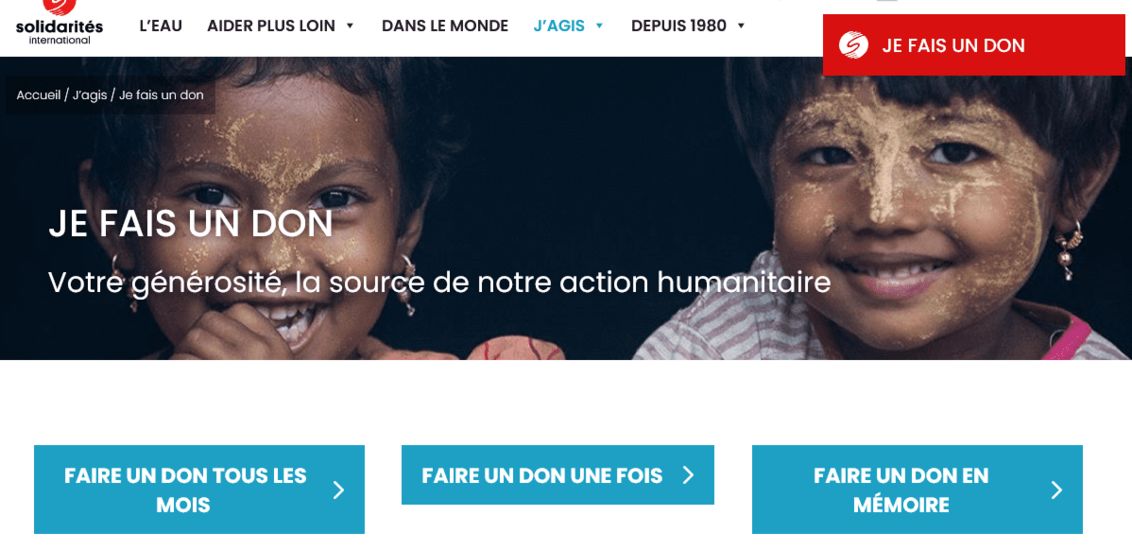 solidarités
international
L'EAU
AIDER PLUS LOIN
DANS LE MONDE
J'AGIS
DEPUIS 1980
JE FAIS UN DON
Accueil / J'agis / Je fais un don
JE FAIS UN DON
Votre générosité, la source de notre action humanitaire
FAIRE UN DON TOUS LES
MOIS
FAIRE UN DON UNE FOIS
FAIRE UN DON EN
MÉMOIRE